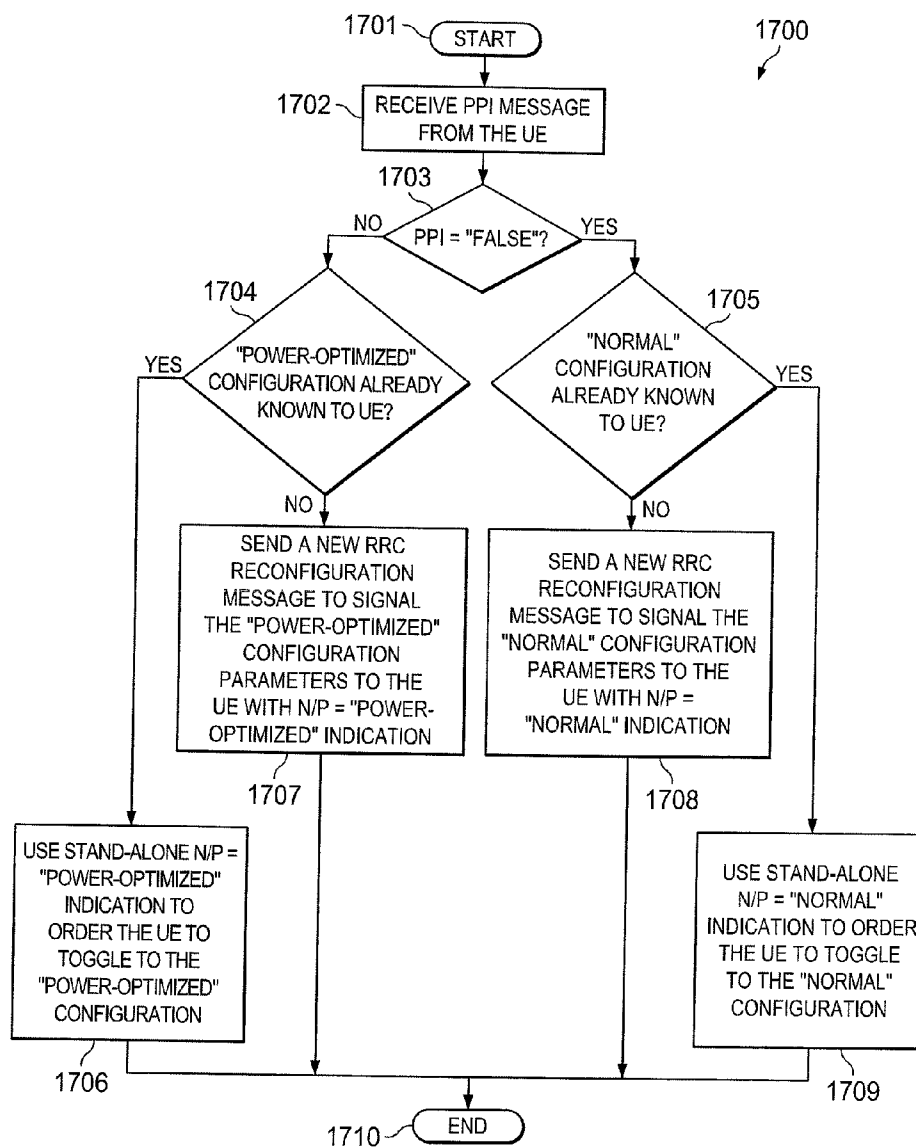 1701
START
1700
1702
RECEIVE PPI MESSAGE
FROM THE UE
1703
NO
PPI = "FALSE"?
YES
1704
1705
YES
"POWER-OPTIMIZED"
CONFIGURATION ALREADY
KNOWN TO UE?
"NORMAL"
CONFIGURATION
ALREADY KNOWN
TO UE?
YES
NO
NO
SEND A NEW RRC
RECONFIGURATION
MESSAGE TO SIGNAL
THE "POWER-OPTIMIZED"
CONFIGURATION
PARAMETERS TO THE
UE WITH N/P = "POWER-
OPTIMIZED" INDICATION
1707
SEND A NEW RRC
RECONFIGURATION
MESSAGE TO SIGNAL THE
"NORMAL" CONFIGURATION
PARAMETERS TO THE
UE WITH N/P =
"NORMAL" INDICATION
1708
USE STAND-ALONE N/P =
"POWER-OPTIMIZED"
INDICATION TO
ORDER THE UE TO
TOGGLE TO THE
"POWER-OPTIMIZED"
CONFIGURATION
1706
USE STAND-ALONE
N/P = "NORMAL"
INDICATION TO ORDER
THE UE TO TOGGLE
TO THE "NORMAL"
CONFIGURATION
1709
1710
END